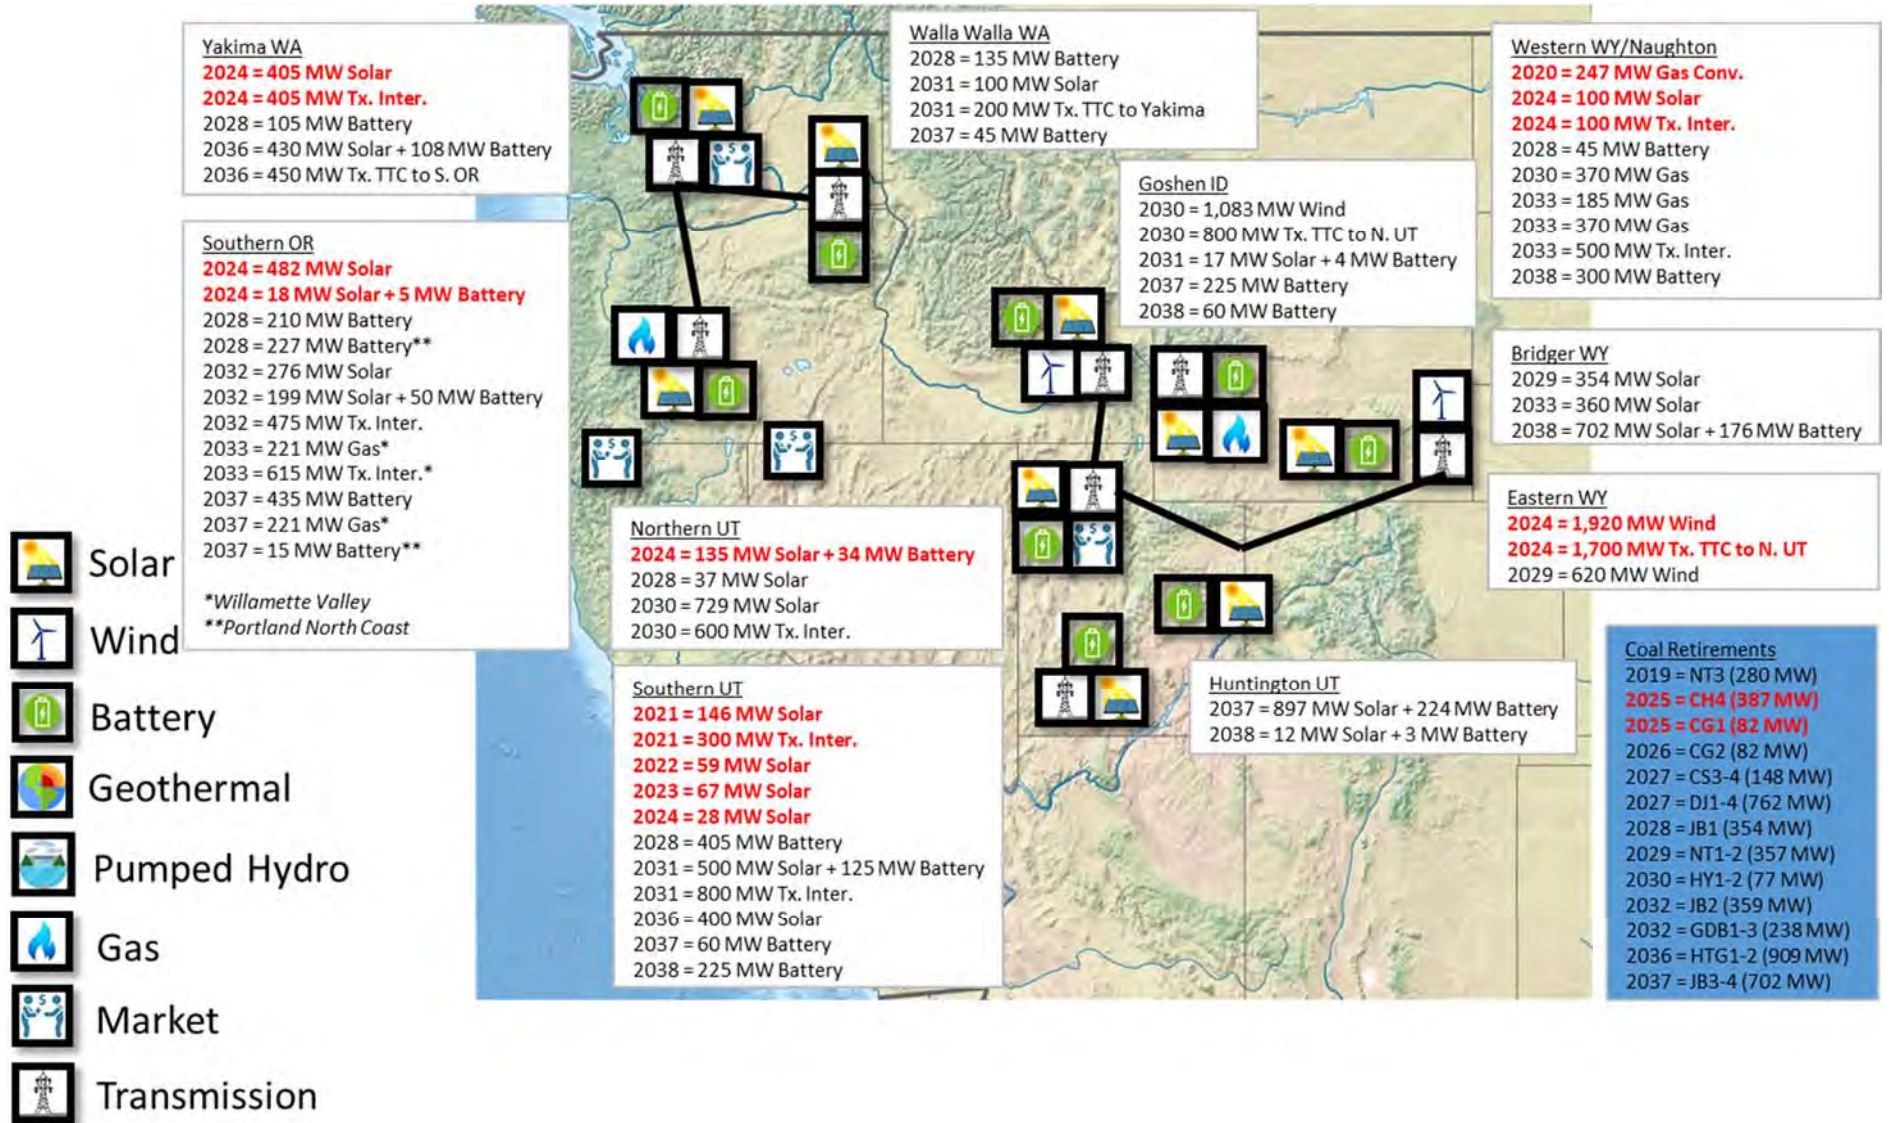 Yakima WA
2024 = 405 MW Solar
2024 = 405 MW Tx. Inter.
2028 = 105 MW Battery
2036 = 430 MW Solar + 108 MW Battery
2036 = 450 MW Tx. TTC to S. OR
Walla Walla WA
2028 = 135 MW Battery
2031 = 100 MW Solar
2031 = 200 MW Tx. TTC to Yakima
2037 = 45 MW Battery
Western WY/Naughton
2020 = 247 MW Gas Conv.
2024 = 100 MW Solar
2024 = 100 MW Tx. Inter.
2028 = 45 MW Battery
2030 = 370 MW Gas
2033 = 185 MW Gas
2033 = 370 MW Gas
2033 = 500 MW Tx. Inter.
2038 = 300 MW Battery
Goshen ID
2030 = 1,083 MW Wind
2030 = 800 MW Tx. TTC to N. UT
2031 = 17 MW Solar + 4 MW Battery
2037 = 225 MW Battery
2038 = 60 MW Battery
Southern OR
2024 = 482 MW Solar
2024 = 18 MW Solar + 5 MW Battery
2028 = 210 MW Battery
2028 = 227 MW Battery**
2032 = 276 MW Solar
2032 = 199 MW Solar + 50 MW Battery
2032 = 475 MW Tx. Inter.
2033 = 221 MW Gas*
2033 = 615 MW Tx. Inter.*
2037 = 435 MW Battery
2037 = 221 MW Gas*
2037 = 15 MW Battery**
*Willamette Valley
**Portland North Coast
Bridger WY
2029 = 354 MW Solar
2033 = 360 MW Solar
2038 = 702 MW Solar + 176 MW Battery
Eastern WY
2024 = 1,920 MW Wind
2024 = 1,700 MW Tx. TTC to N. UT
2029 = 620 MW Wind
Northern UT
2024 = 135 MW Solar + 34 MW Battery
2028 = 37 MW Solar
2030 = 729 MW Solar
2030 = 600 MW Tx. Inter.
Southern UT
2021 = 146 MW Solar
2021 = 300 MW Tx. Inter.
2022 = 59 MW Solar
2023 = 67 MW Solar
2024 = 28 MW Solar
2028 = 405 MW Battery
2031 = 500 MW Solar + 125 MW Battery
2031 = 800 MW Tx. Inter.
2036 = 400 MW Solar
2037 = 60 MW Battery
2038 = 225 MW Battery
Huntington UT
2037 = 897 MW Solar + 224 MW Battery
2038 = 12 MW Solar + 3 MW Battery
Coal Retirements
2019 = NT3 (280 MW)
2025 = CH4 (387 MW)
2025 = CG1 (82 MW)
2026 = CG2 (82 MW)
2027 = CS3-4 (148 MW)
2027 = DJ1-4 (762 MW)
2028 = JB1 (354 MW)
2029 = NT1-2 (357 MW)
2030 = HY1-2 (77 MW)
2032 = JB2 (359 MW)
2032 = GDB1-3 (238 MW)
2036 = HTG1-2 (909 MW)
2037 = JB3-4 (702 MW)
Solar
Wind
Battery
Geothermal
Pumped Hydro
Gas
Market
Transmission